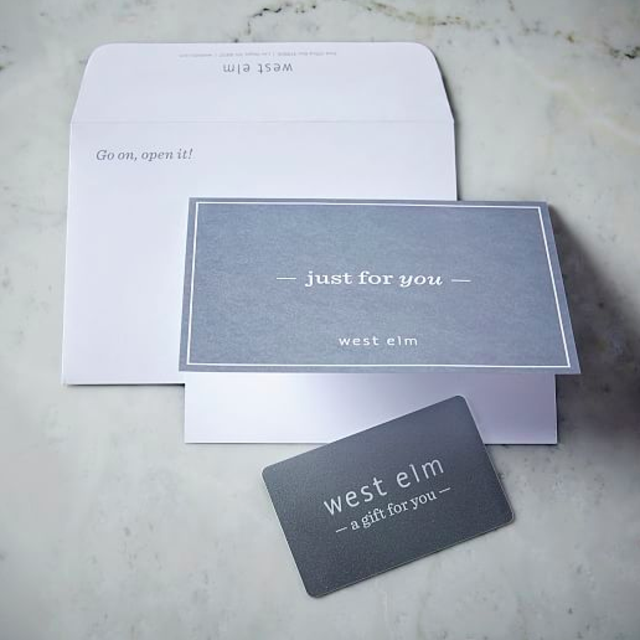 west elm
Go on, open it!
— just for you —
west elm
west elm
— a gift for you —